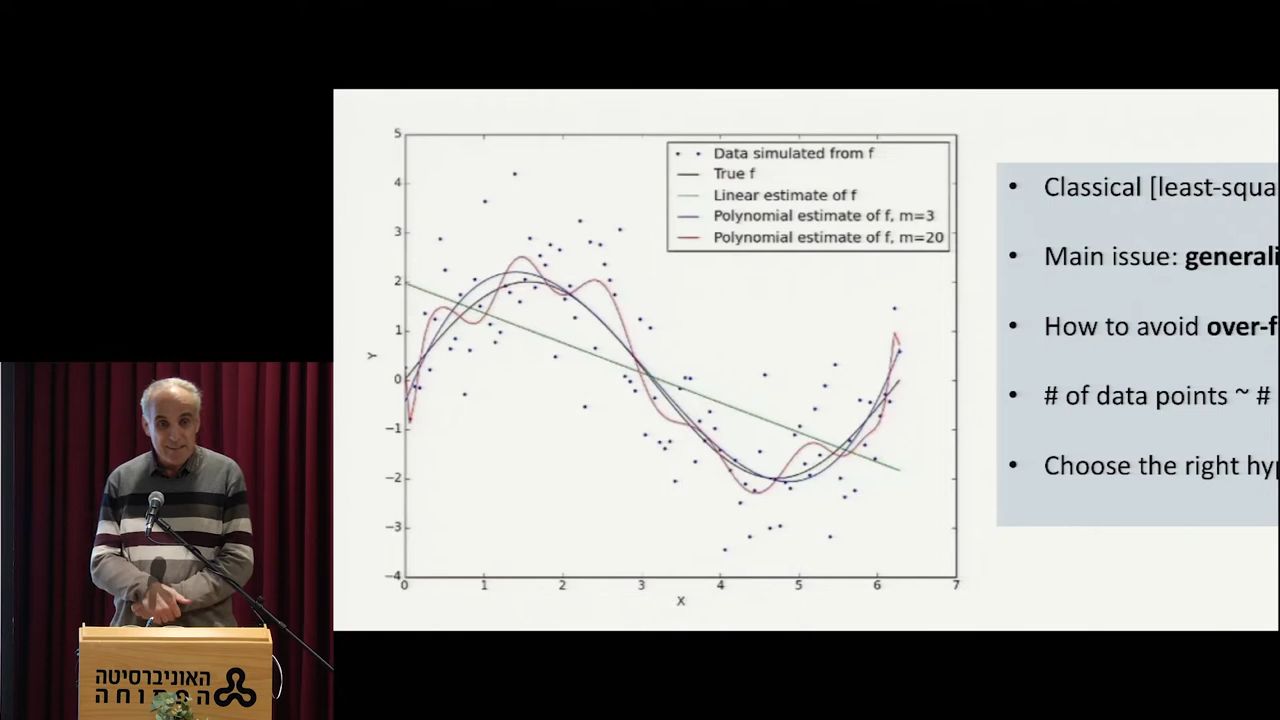 5
4
3
2
1
0
−1
−2
−3
−4
0 1 2 3 4 5 6 7
Y
X
Data simulated from f
True f
Linear estimate of f
Polynomial estimate of f, m=3
Polynomial estimate of f, m=20
• Classical [least-squa
• Main issue: generali
• How to avoid over-f
• # of data points ~ #
• Choose the right hyp
האוניברסיטה
הפתוחה